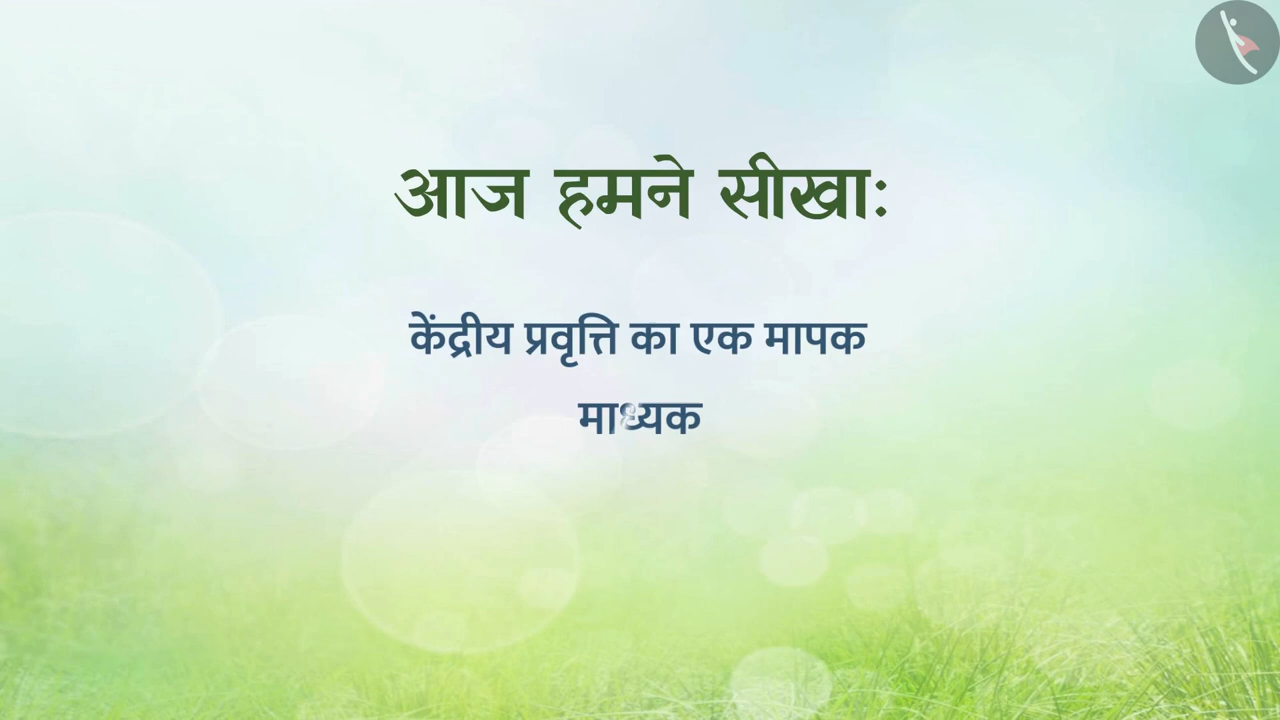 आज हमने सीखाः
केंद्रीय प्रवृत्ति का एक मापक
माध्यक